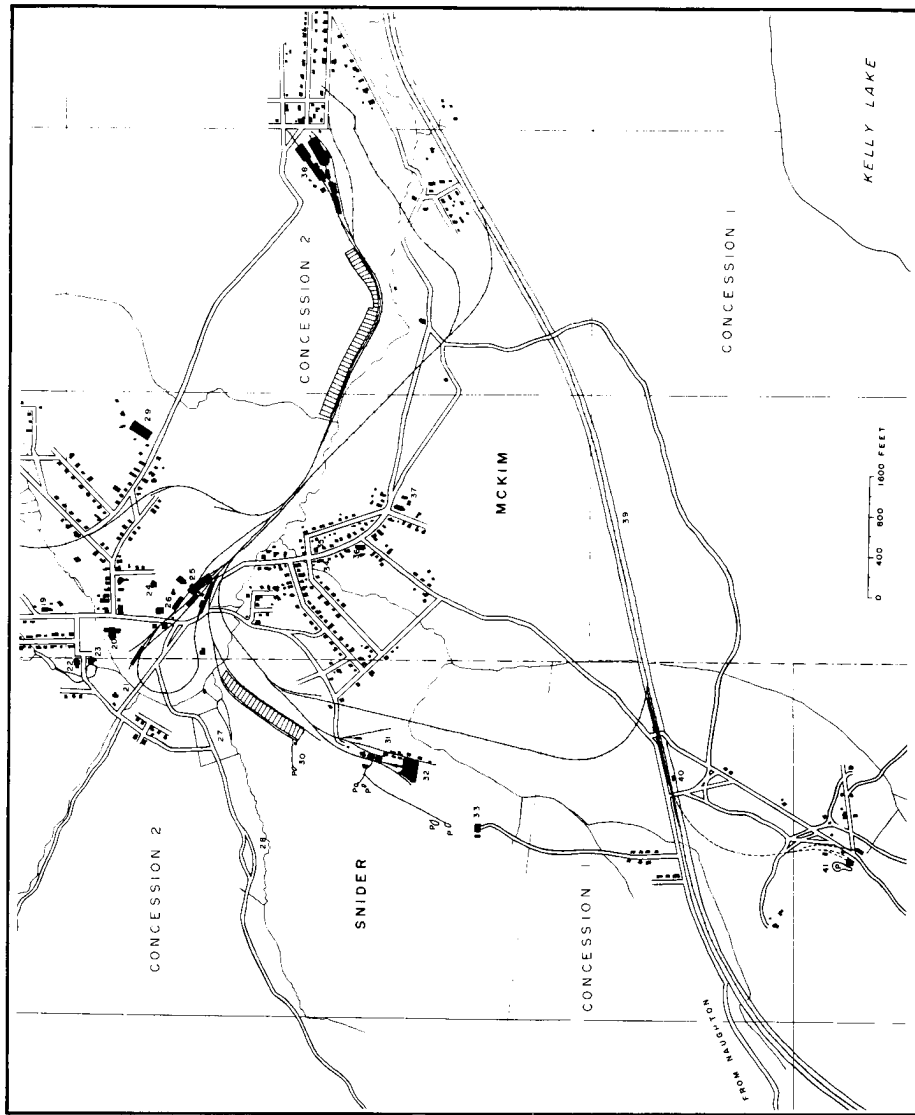 CONCESSION 2
21
22
23
19
20
26
24
25
27
28
29
CONCESSION 2
38
P
30
P
P
31
32
P
P
33
SNIDER
36
37
MCKIM
CONCESSION 1
CONCESSION 1
39
40
FROM NAUGHTON
41
P
0 400 800 1600 FEET
KELLY LAKE